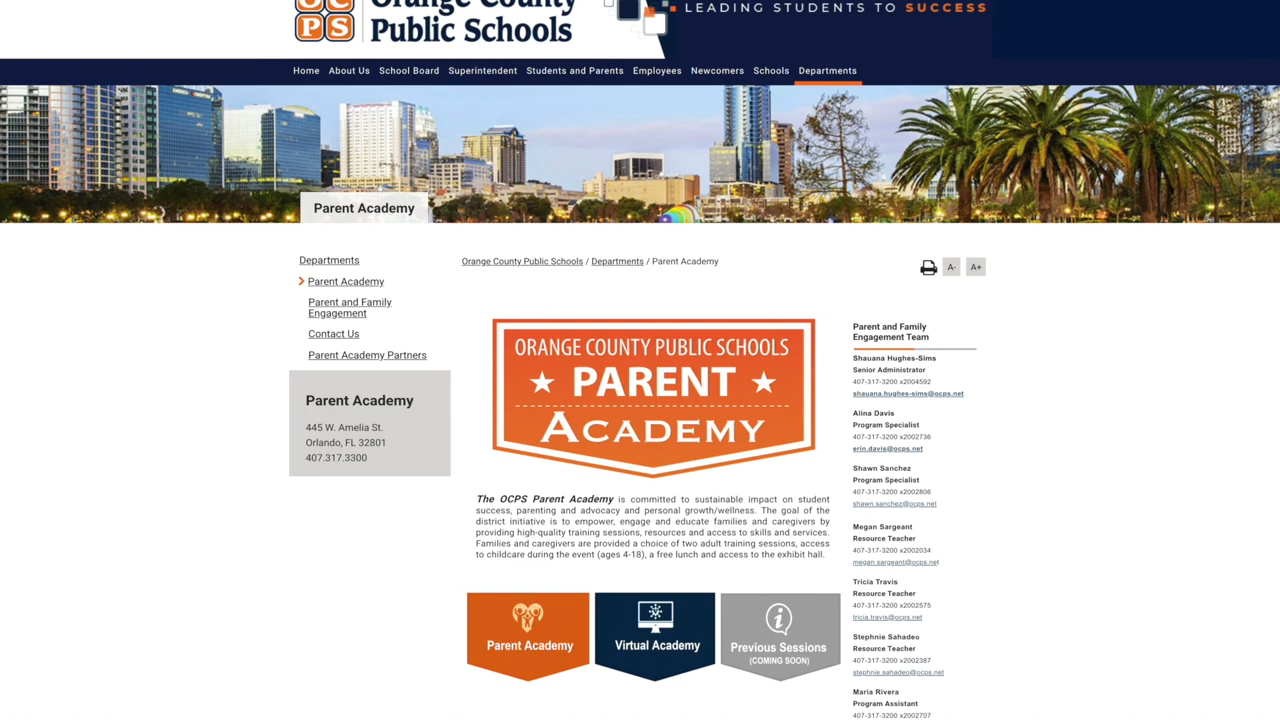 OC
PS
Orange County
Public Schools
LEADING STUDENTS TO SUCCESS
Home About Us School Board Superintendent Students and Parents Employees Newcomers Schools Departments
Parent Academy
Departments
Parent Academy
Parent and Family
Engagement
Contact Us
Parent Academy Partners
Parent Academy
445 W. Amelia St.
Orlando, FL 32801
407.317.3300
Orange County Public Schools / Departments / Parent Academy
A- A+
ORANGE COUNTY PUBLIC SCHOOLS
PARENT
ACADEMY
The OCPS Parent Academy is committed to sustainable impact on student
success, parenting and advocacy and personal growth/wellness. The goal of the
district initiative is to empower, engage and educate families and caregivers by
providing high-quality training sessions, resources and access to skills and services.
Families and caregivers are provided a choice of two adult training sessions, access
to childcare during the event (ages 4-18), a free lunch and access to the exhibit hall.
Parent Academy
Virtual Academy
Previous Sessions
(COMING SOON)
Parent and Family
Engagement Team
Shauana Hughes-Sims
Senior Administrator
407-317-3200 x2004592
shauana.hughes-sims@ocps.net
Alina Davis
Program Specialist
407-317-3200 x2002736
erin.davis@ocps.net
Shawn Sanchez
Program Specialist
407-317-3200 x2002806
shawn.sanchez@ocps.net
Megan Sargeant
Resource Teacher
407-317-3200 x2002034
megan.sargeant@ocps.net
Tricia Travis
Resource Teacher
407-317-3200 x2002575
tricia.travis@ocps.net
Stephnie Sahadeo
Resource Teacher
407-317-3200 x2002387
stephnie.sahadeo@ocps.net
Maria Rivera
Program Assistant
407-317-3200 x2002707